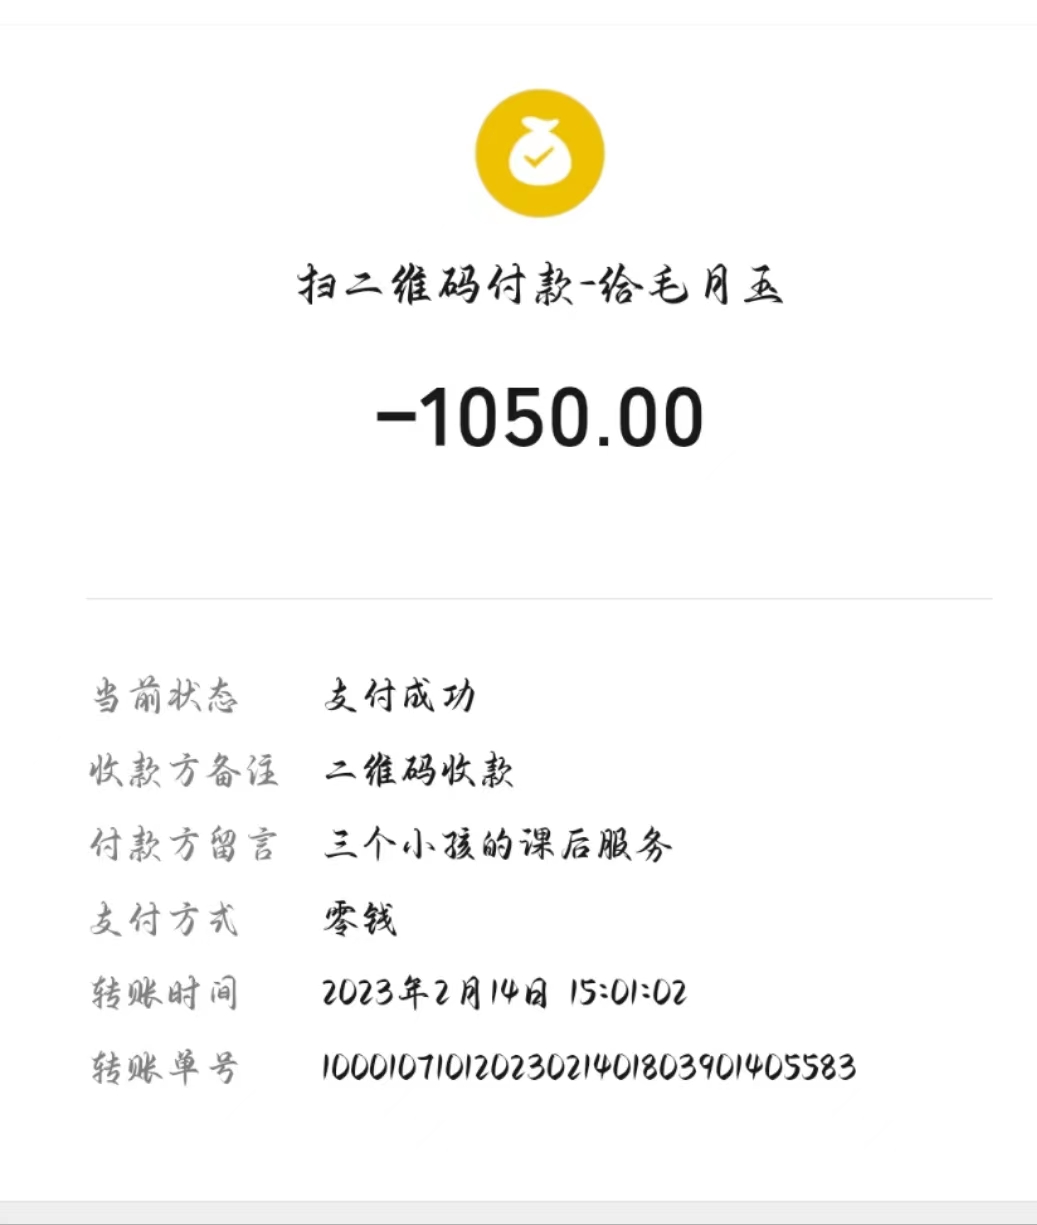 扫二维码付款-给毛月玉
-1050.00
当前状态 支付成功
收款方备注 二维码收款
付款方留言 三个小孩的课后服务
支付方式 零钱
转账时间 2023年2月14日 15:01:02
转账单号 10001071012023021401803901405583